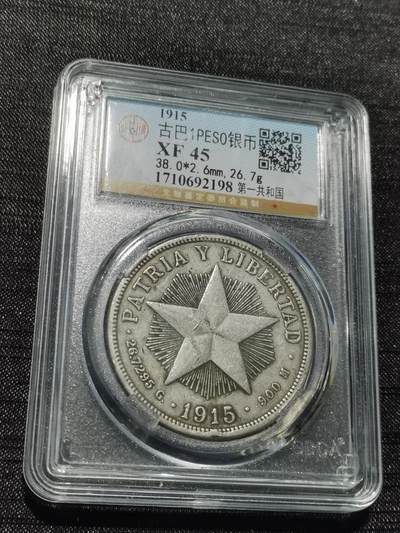 1915
古巴1PESO银币
XF 45
38.0*2.6mm,26.7g
1710692198 第一共和国
PATRIA Y LIBERTAD
26.7295 G. · 1915 · 900 M